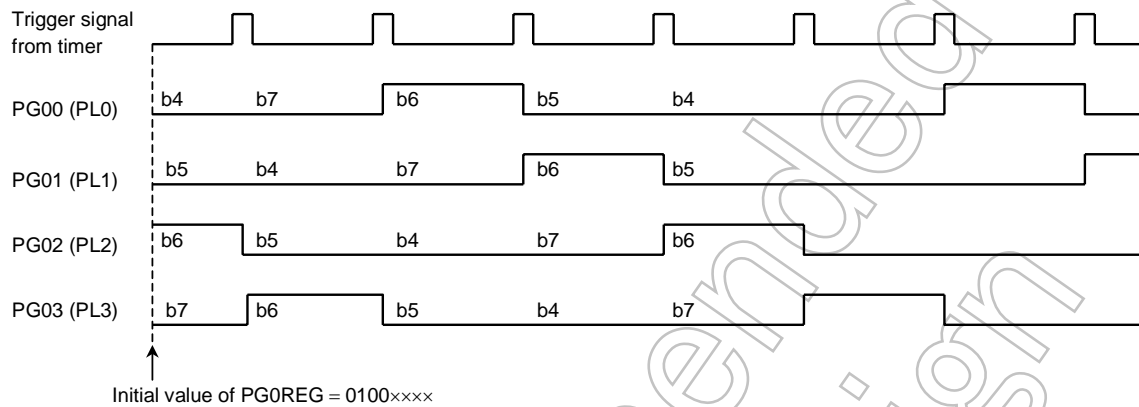 Trigger signal
from timer
PG00 (PL0) b4 b7 b6 b5 b4
PG01 (PL1) b5 b4 b7 b6 b5
PG02 (PL2) b6 b5 b4 b7 b6
PG03 (PL3) b7 b6 b5 b4 b7
Initial value of PG0REG = 0100××××